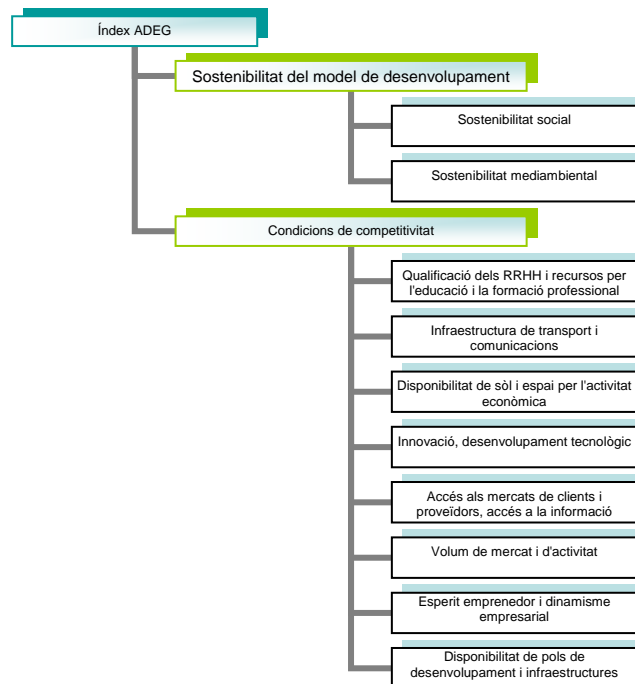 Índex ADEG
Sostenibilitat del model de desenvolupament
Sostenibilitat social
Sostenibilitat mediambiental
Condicions de competitivitat
Qualificació dels RRHH i recursos per
l'educació i la formació professional
Infraestructura de transport i
comunicacions
Disponibilitat de sòl i espai per l'activitat
econòmica
Innovació, desenvolupament tecnològic
Accés als mercats de clients i
proveïdors, accés a la informació
Volum de mercat i d'activitat
Esperit emprenedor i dinamisme
empresarial
Disponibilitat de pols de
desenvolupament i infraestructures